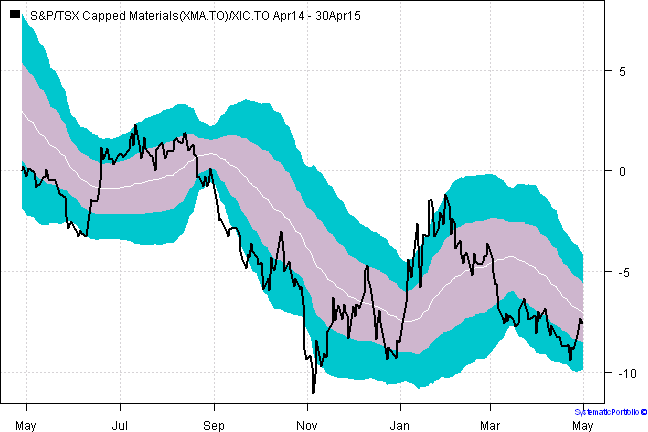 S&P/TSX Capped Materials(XMA.TO)/XIC.TO Apr14 - 30Apr15
5
0
-5
-10
May Jul Sep Nov Jan Mar May
SystematicPortfolio ©